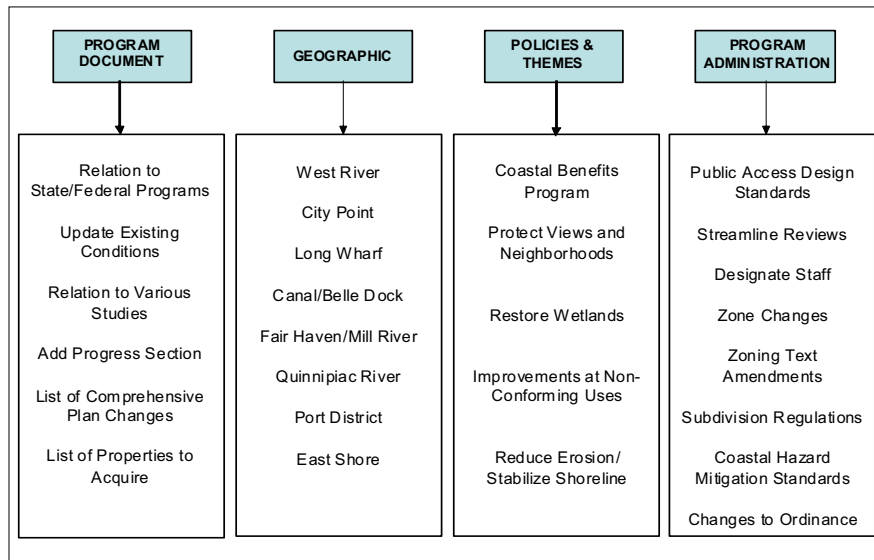 PROGRAM
DOCUMENT
Relation to
State/Federal Programs
Update Existing
Conditions
Relation to Various
Studies
Add Progress Section
List of Comprehensive
Plan Changes
List of Properties to
Acquire
GEOGRAPHIC
West River
City Point
Long Wharf
Canal/Belle Dock
Fair Haven/Mill River
Quinnipiac River
Port District
East Shore
POLICIES &
THEMES
Coastal Benefits
Program
Protect Views and
Neighborhoods
Restore Wetlands
Improvements at Non-
Conforming Uses
Reduce Erosion/
Stabilize Shoreline
PROGRAM
ADMINISTRATION
Public Access Design
Standards
Streamline Reviews
Designate Staff
Zone Changes
Zoning Text
Amendments
Subdivision Regulations
Coastal Hazard
Mitigation Standards
Changes to Ordinance